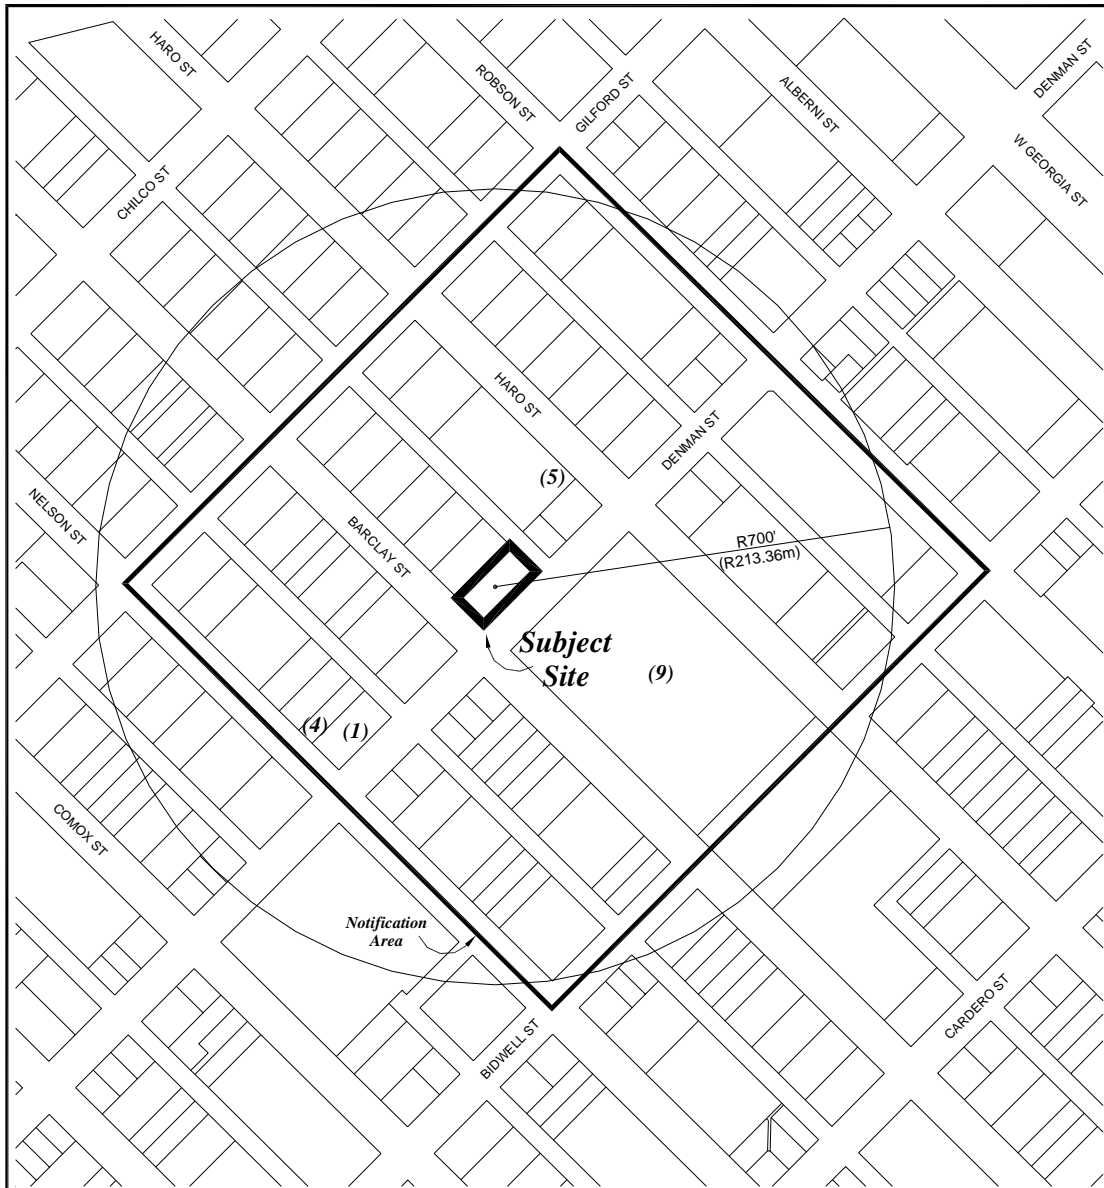 HARO ST
ROBSON ST
GILFORD ST
ALBERNI ST
DENMAN ST
W GEORGIA ST
CHILCO ST
HARO ST
DENMAN ST
(5)
NELSON ST
BARCLAY ST
R700'
(R213.36m)
Subject
Site
(9)
(4)
(1)
COMOX ST
Notification
Area
CARDERO ST
BIDWELL ST